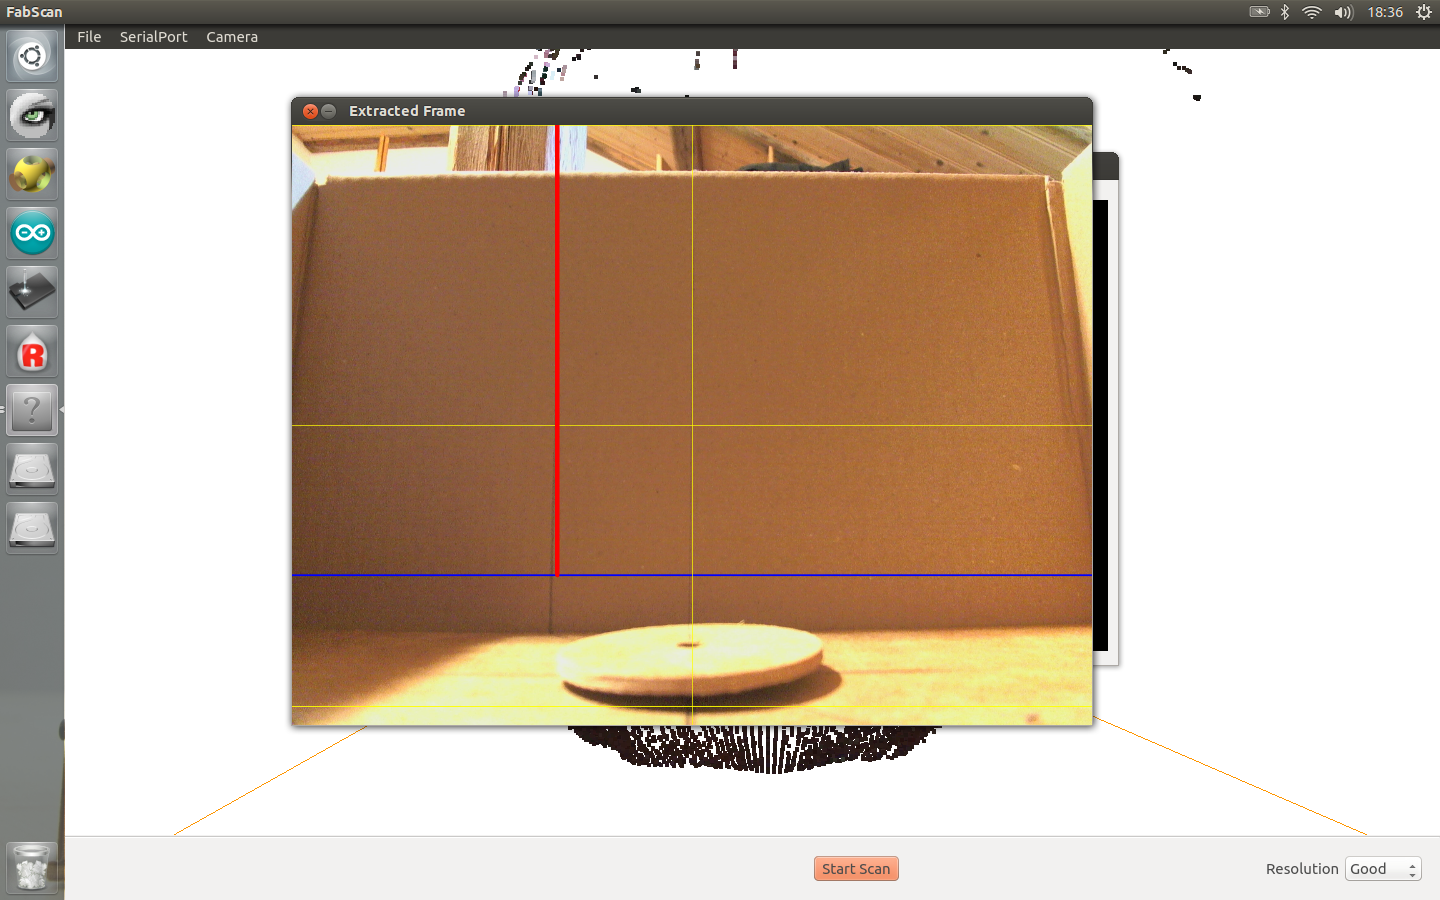 FabScan
18:36
File SerialPort Camera
Extracted Frame
Start Scan
Resolution Good